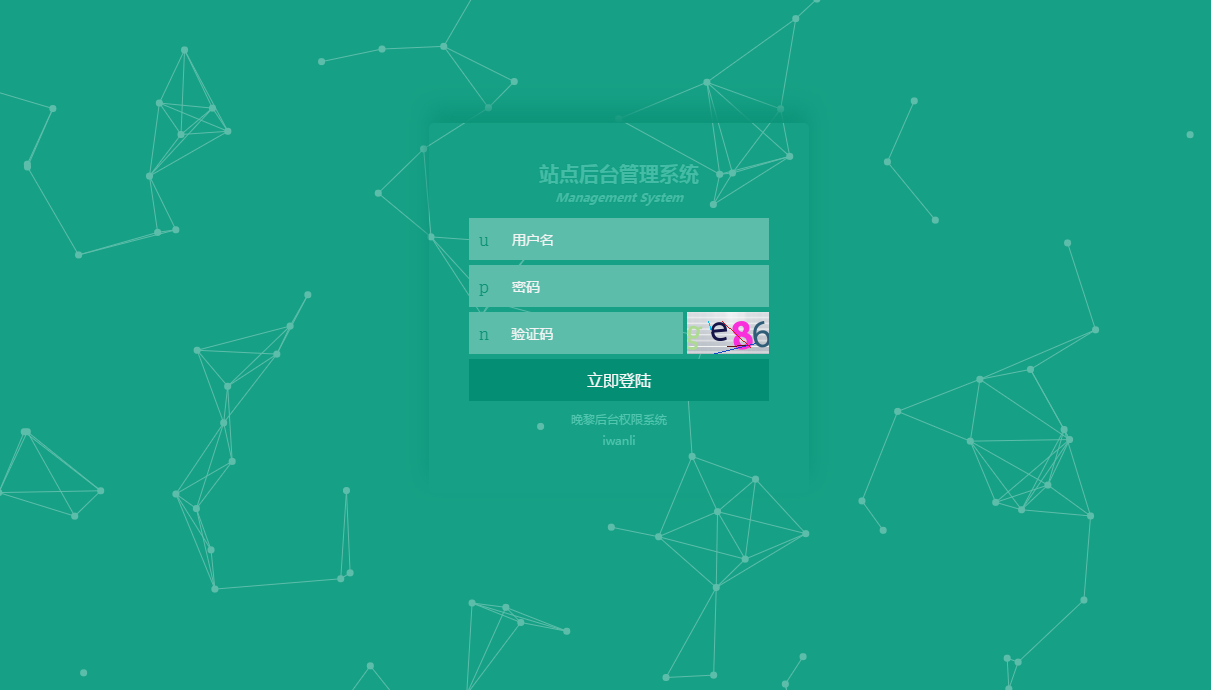 站点后台管理系统
Management System
u 用户名
p 密码
n 验证码
e86
立即登陆
晚黎后台权限系统
iwanli